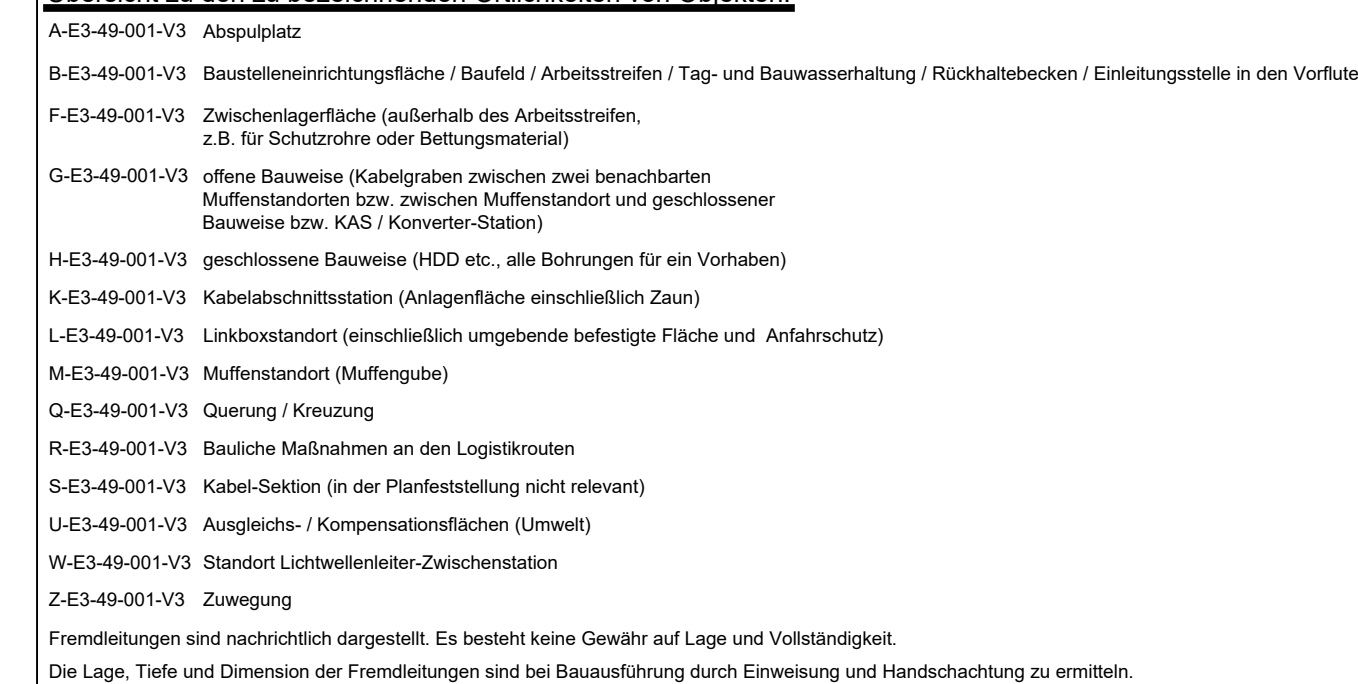 Übersicht zu den zu bezeichnenden Örtlichkeiten von Objekten:
A-E3-49-001-V3 Abspulplatz
B-E3-49-001-V3 Baustelleneinrichtungsfläche / Baufeld / Arbeitsstreifen / Tag- und Bauwasserhaltung / Rückhaltebecken / Einleitungsstelle in den Vorflute
F-E3-49-001-V3 Zwischenlagerfläche (außerhalb des Arbeitsstreifen,
z.B. für Schutzrohre oder Bettungsmaterial)
G-E3-49-001-V3 offene Bauweise (Kabelgraben zwischen zwei benachbarten
Muffenstandorten bzw. zwischen Muffenstandort und geschlossener
Bauweise bzw. KAS / Konverter-Station)
H-E3-49-001-V3 geschlossene Bauweise (HDD etc., alle Bohrungen für ein Vorhaben)
K-E3-49-001-V3 Kabelabschnittsstation (Anlagenfläche einschließlich Zaun)
L-E3-49-001-V3 Linkboxstandort (einschließlich umgebende befestigte Fläche und Anfahrschutz)
M-E3-49-001-V3 Muffenstandort (Muffengube)
Q-E3-49-001-V3 Querung / Kreuzung
R-E3-49-001-V3 Bauliche Maßnahmen an den Logistikrouten
S-E3-49-001-V3 Kabel-Sektion (in der Planfeststellung nicht relevant)
U-E3-49-001-V3 Ausgleichs- / Kompensationsflächen (Umwelt)
W-E3-49-001-V3 Standort Lichtwellenleiter-Zwischenstation
Z-E3-49-001-V3 Zuwegung
Fremdleitungen sind nachrichtlich dargestellt. Es besteht keine Gewähr auf Lage und Vollständigkeit.
Die Lage, Tiefe und Dimension der Fremdleitungen sind bei Bauausführung durch Einweisung und Handschachtung zu ermitteln.